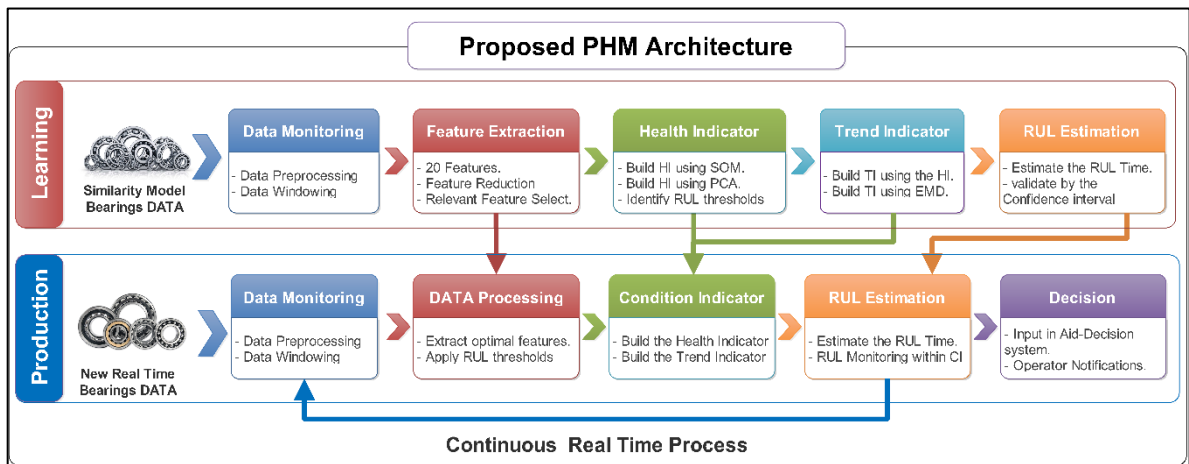 Proposed PHM Architecture
Learning
Similarity Model
Bearings DATA
Data Monitoring
- Data Preprocessing
- Data Windowing
Feature Extraction
- 20 Features.
- Feature Reduction
- Relevant Feature Select.
Health Indicator
- Build HI using SOM.
- Build HI using PCA.
- Identify RUL thresholds
Trend Indicator
- Build TI using the HI.
- Build TI using EMD.
RUL Estimation
- Estimate the RUL Time.
- validate by the
Confidence interval
Production
New Real Time
Bearings DATA
Data Monitoring
- Data Preprocessing
- Data Windowing
DATA Processing
- Extract optimal features.
- Apply RUL thresholds
Condition Indicator
- Build the Health Indicator
- Build the Trend Indicator
RUL Estimation
- Estimate the RUL Time.
- RUL Monitoring within CI
Decision
- Input in Aid-Decision
system.
- Operator Notifications.
Continuous Real Time Process